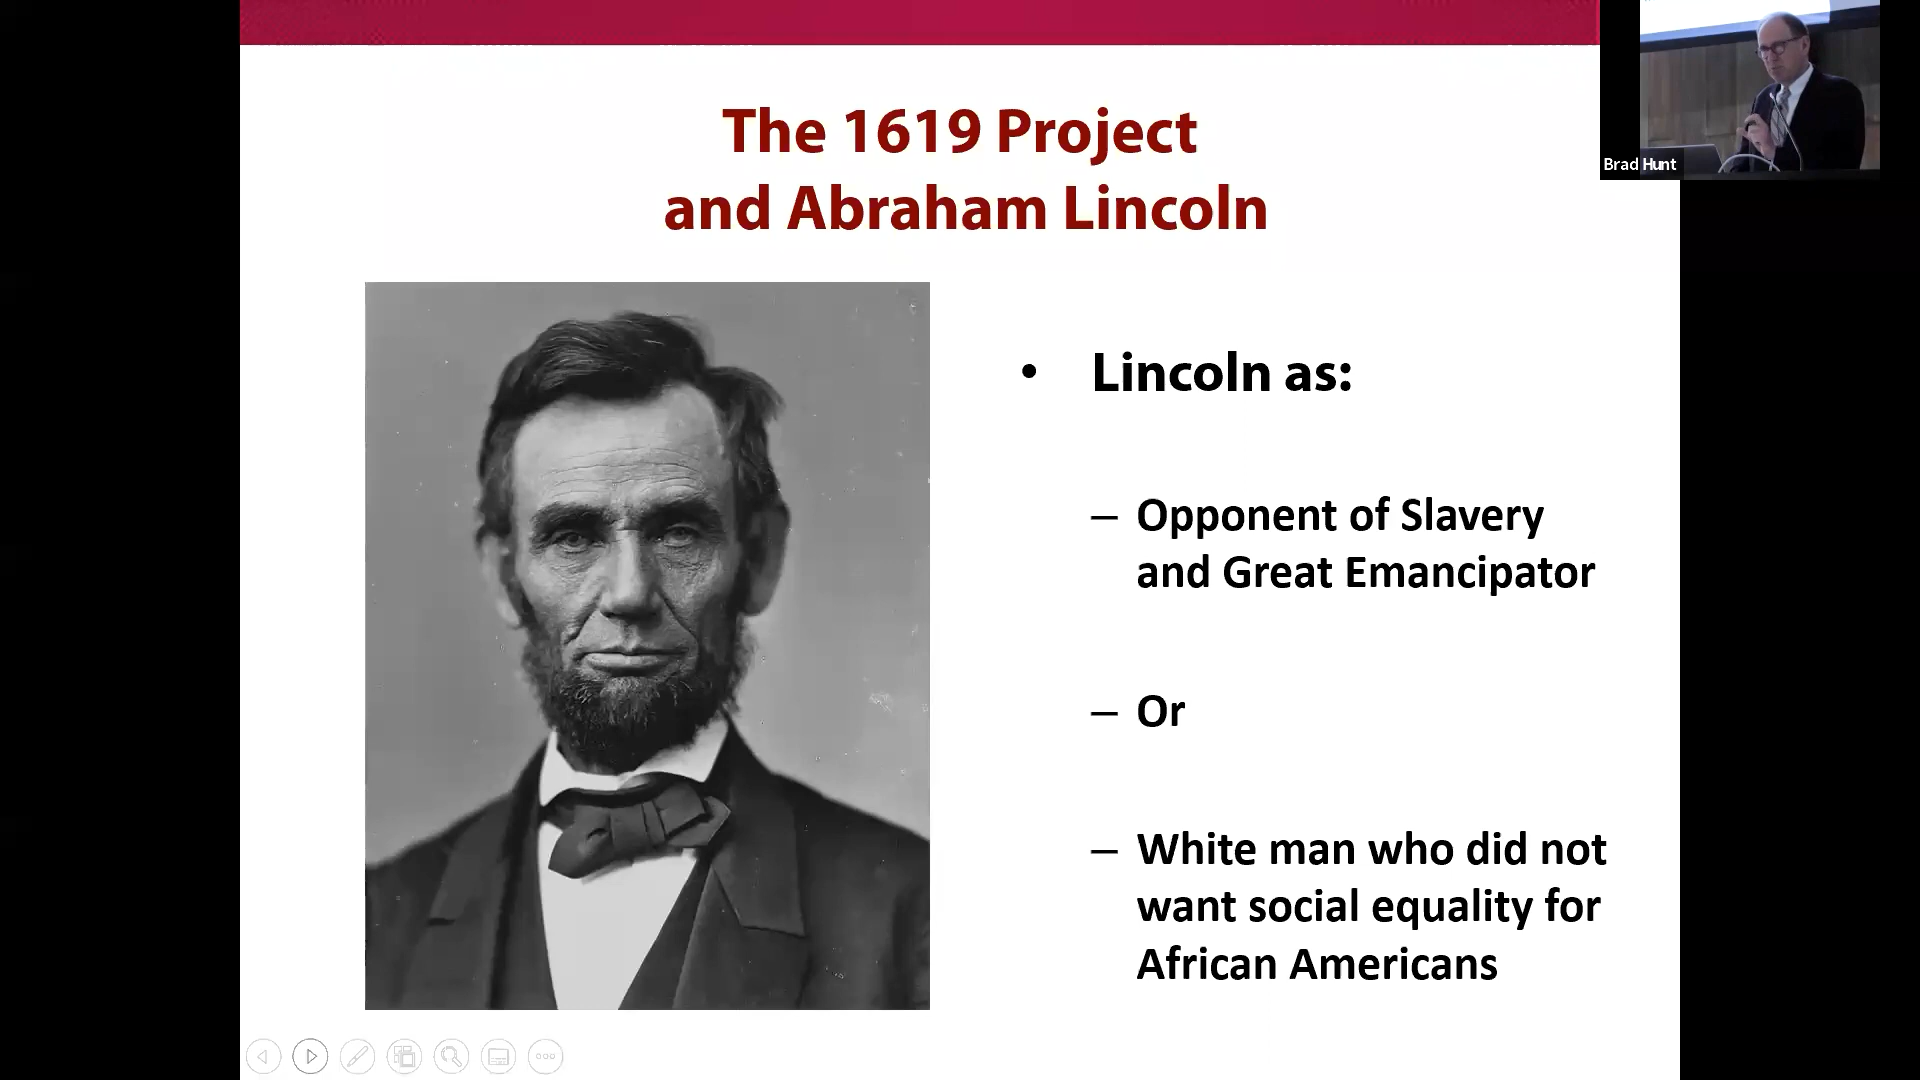 The 1619 Project
and Abraham Lincoln
• Lincoln as:
– Opponent of Slavery
and Great Emancipator
– Or
– White man who did not
want social equality for
African Americans
Brad Hunt